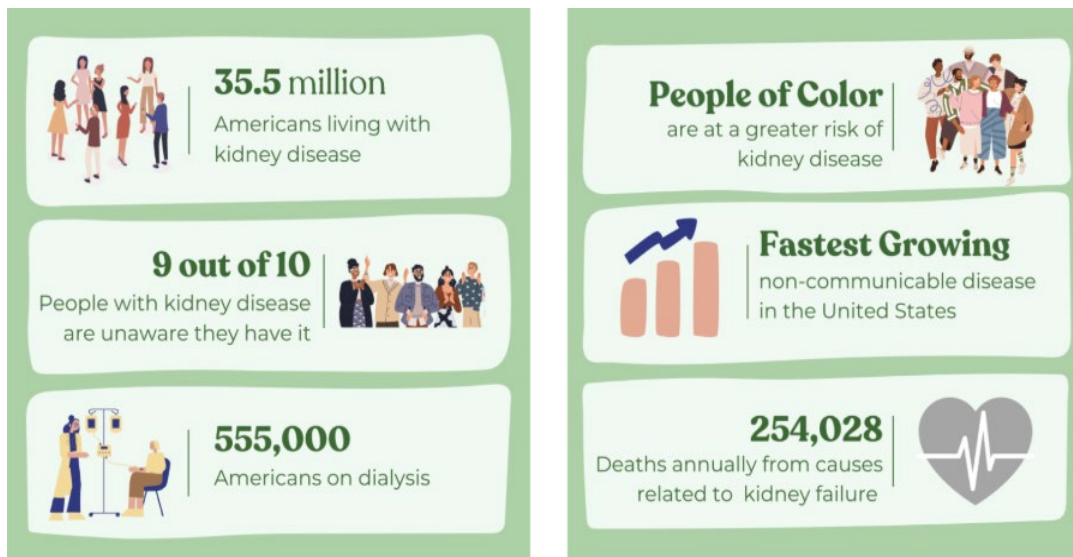 35.5 million
Americans living with
kidney disease
9 out of 10
People with kidney disease
are unaware they have it
555,000
Americans on dialysis
People of Color
are at a greater risk of
kidney disease
Fastest Growing
non-communicable disease
in the United States
254,028
Deaths annually from causes
related to kidney failure